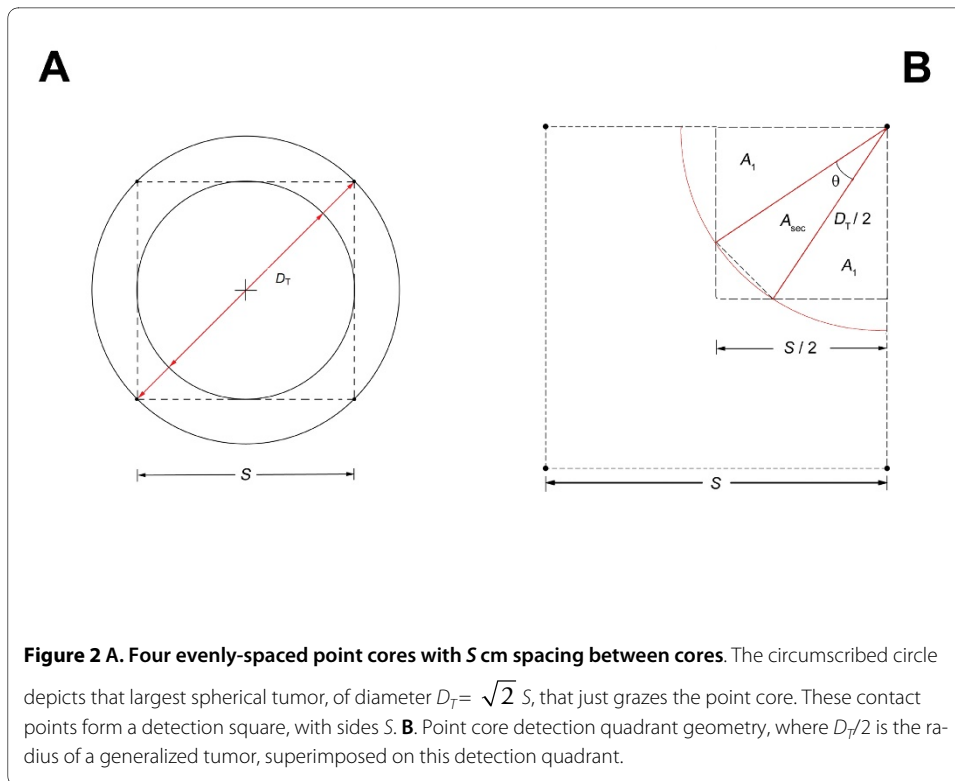 A
B
D_T
S
A_1
θ
A_sec
D_T / 2
A_1
S / 2
S
Figure 2 A. Four evenly-spaced point cores with S cm spacing between cores. The circumscribed circle
depicts that largest spherical tumor, of diameter D_T= √2 S, that just grazes the point core. These contact
points form a detection square, with sides S. B. Point core detection quadrant geometry, where D_T/2 is the ra-
dius of a generalized tumor, superimposed on this detection quadrant.